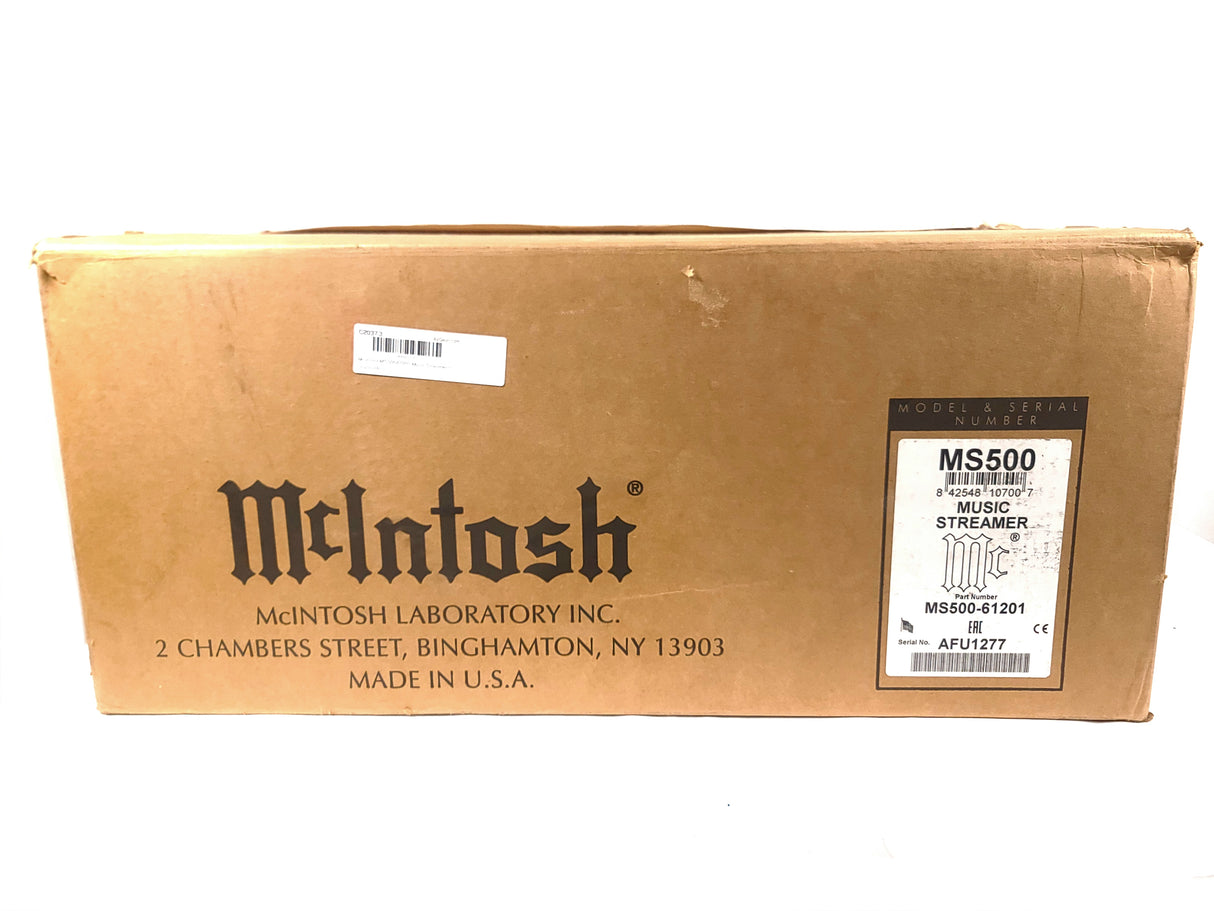 C20373
McIntosh®
McINTOSH LABORATORY INC.
2 CHAMBERS STREET, BINGHAMTON, NY 13903
MADE IN U.S.A.
MODEL & SERIAL
NUMBER
MS500
8 42548 10700 7
MUSIC
STREAMER
Mc®
Part Number
MS500-61201
EAC CE
Serial No. AFU1277